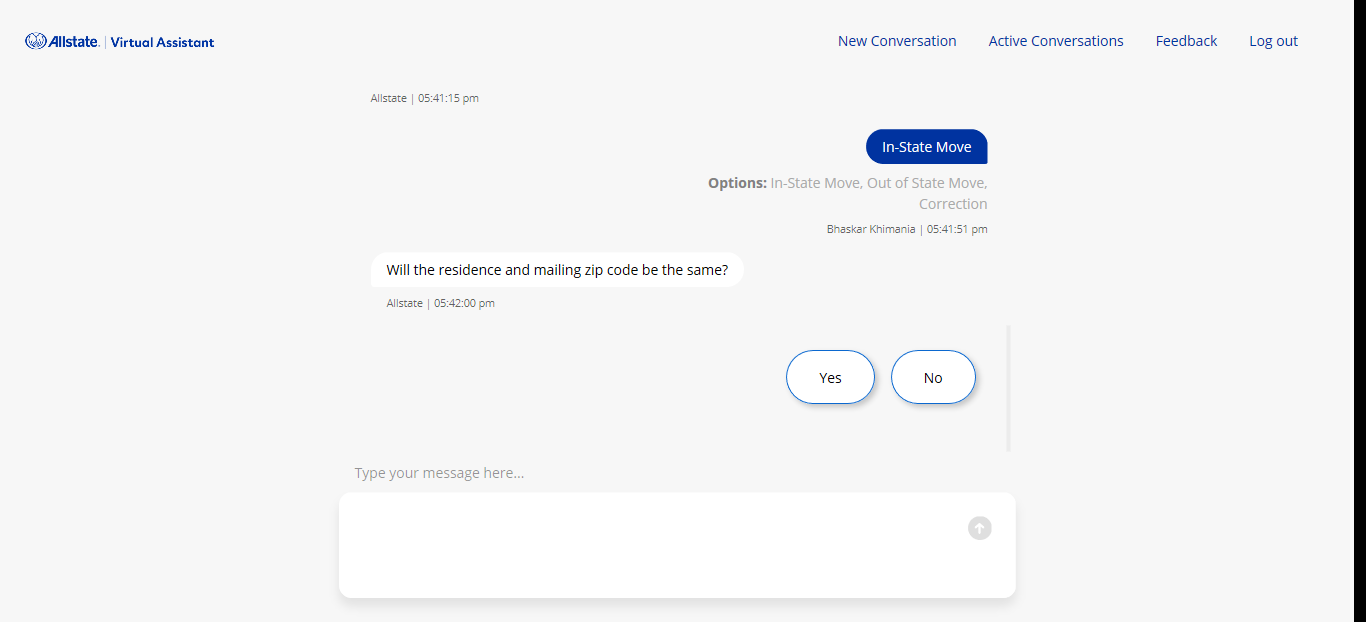 Allstate. | Virtual Assistant
New Conversation Active Conversations Feedback Log out
Allstate | 05:41:15 pm
In-State Move
Options: In-State Move, Out of State Move,
Correction
Bhaskar Khimania | 05:41:51 pm
Will the residence and mailing zip code be the same?
Allstate | 05:42:00 pm
Yes No
Type your message here...